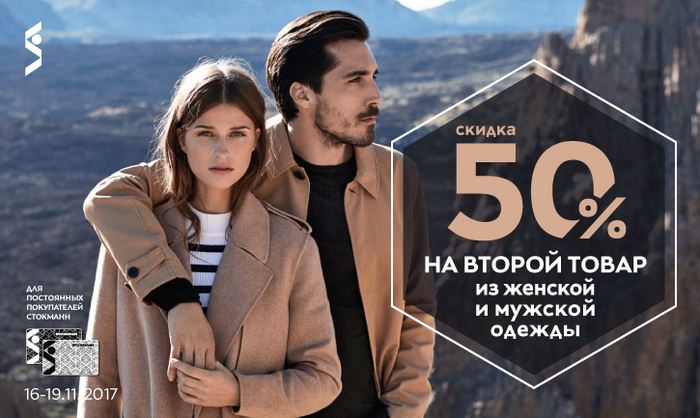 скидка
50%
НА ВТОРОЙ ТОВАР
из женской
и мужской
одежды
ДЛЯ
ПОСТОЯННЫХ
ПОКУПАТЕЛЕЙ
СТОКМАНН
16-19.11.2017